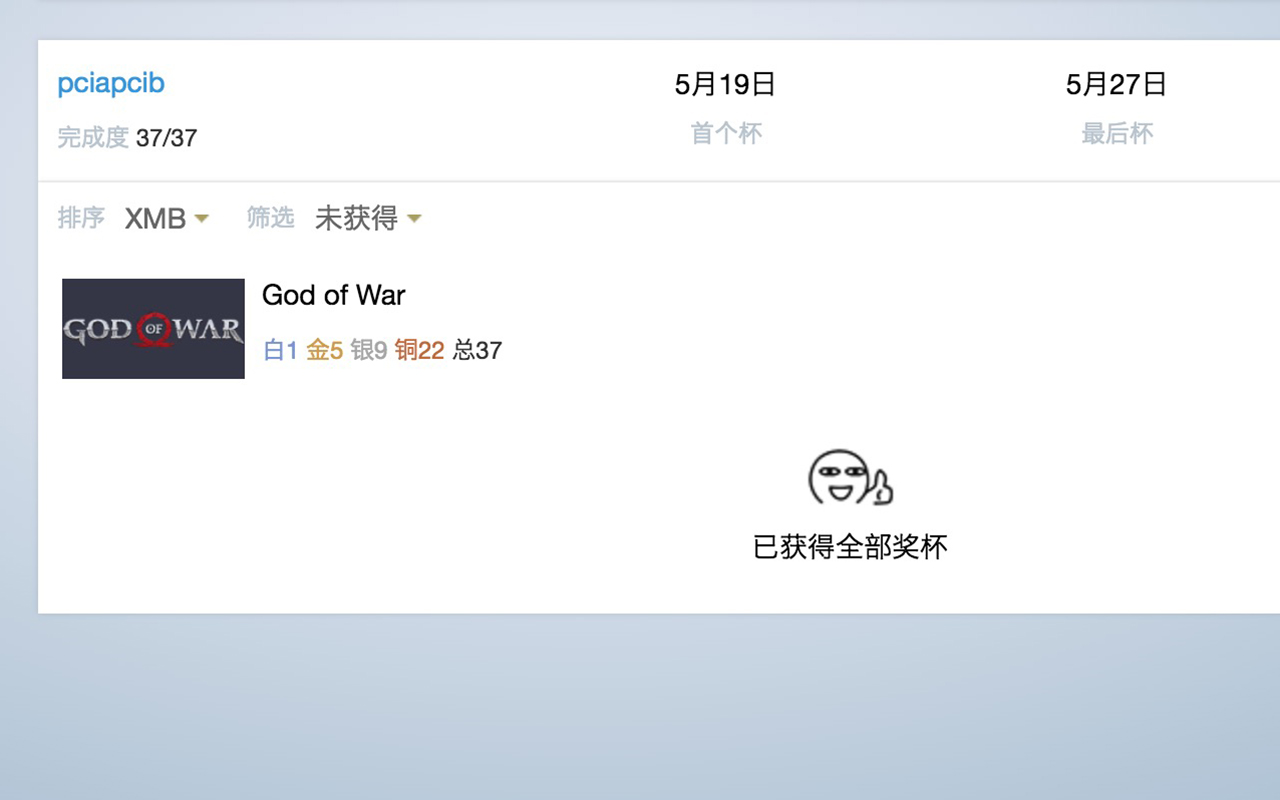 pciapcib
5月19日
5月27日
完成度 37/37
首个杯
最后杯
排序 XMB 筛选 未获得
GOD OF WAR
God of War
白1 金5 银9 铜22 总37
已获得全部奖杯